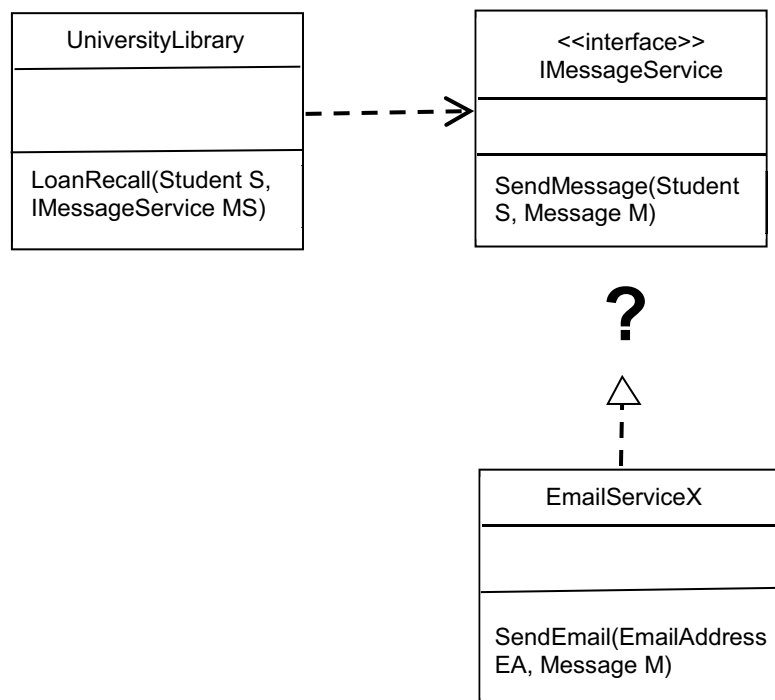 UniversityLibrary
LoanRecall(Student S,
IMessageService MS)
<<interface>>
IMessageService
SendMessage(Student
S, Message M)
?
EmailServiceX
SendEmail(EmailAddress
EA, Message M)